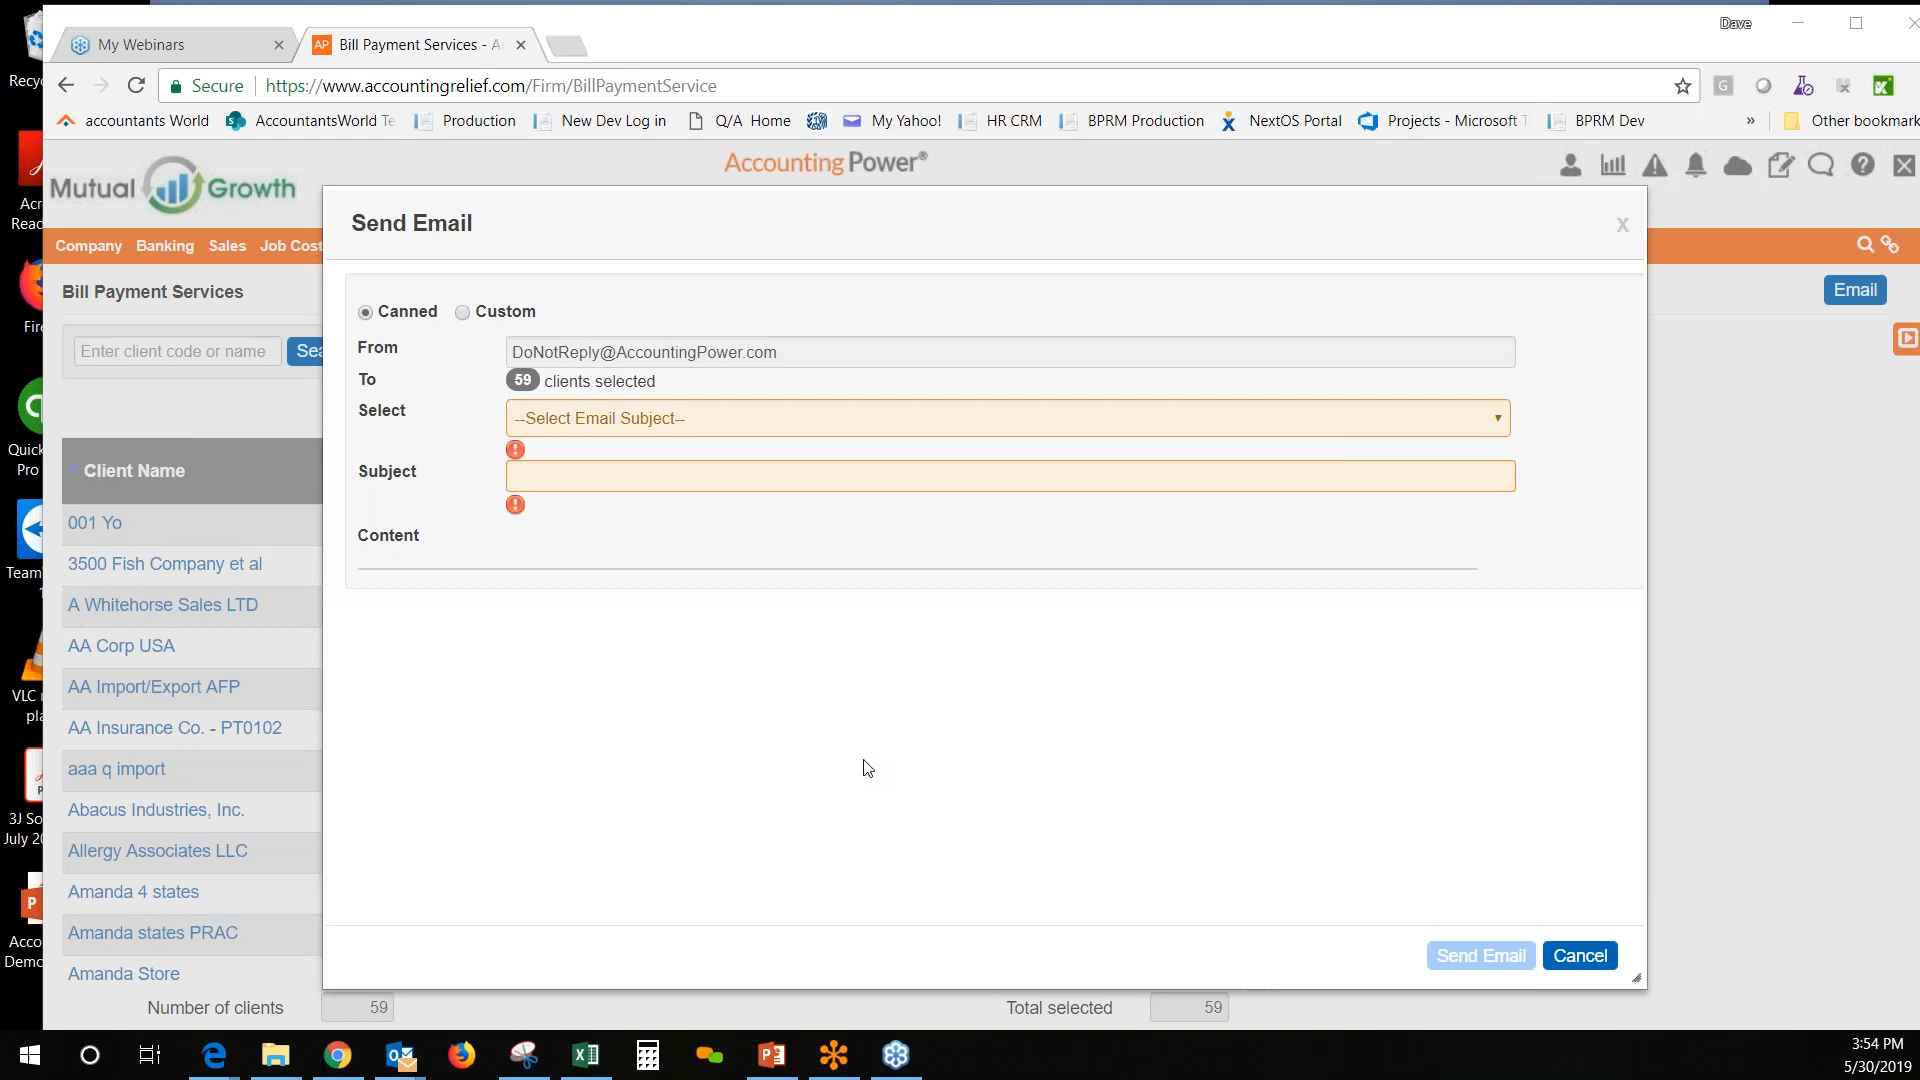 Dave
My Webinars
AP Bill Payment Services - Ac
Secure https://www.accountingrelief.com/Firm/BillPaymentService
accountants World AccountantsWorld Te Production New Dev Log in Q/A Home My Yahoo! HR CRM BPRM Production NextOS Portal Projects - Microsoft T BPRM Dev » Other bookmark
Mutual Growth
Accounting Power®
Company Banking Sales Job Cost
Bill Payment Services
Email
Enter client code or name
Sea
Client Name
001 Yo
3500 Fish Company et al
A Whitehorse Sales LTD
AA Corp USA
AA Import/Export AFP
AA Insurance Co. - PT0102
aaa q import
Abacus Industries, Inc.
Allergy Associates LLC
Amanda 4 states
Amanda states PRAC
Amanda Store
Number of clients 59
Total selected 59
Send Email
x
Canned Custom
From DoNotReply@AccountingPower.com
To 59 clients selected
Select --Select Email Subject--
Subject
Content
Send Email Cancel
Recyc
Acr
Read
Fire
Quick
Pro
Team
VLC
pla
3J So
July 20
Acco
Demo
3:54 PM
5/30/2019